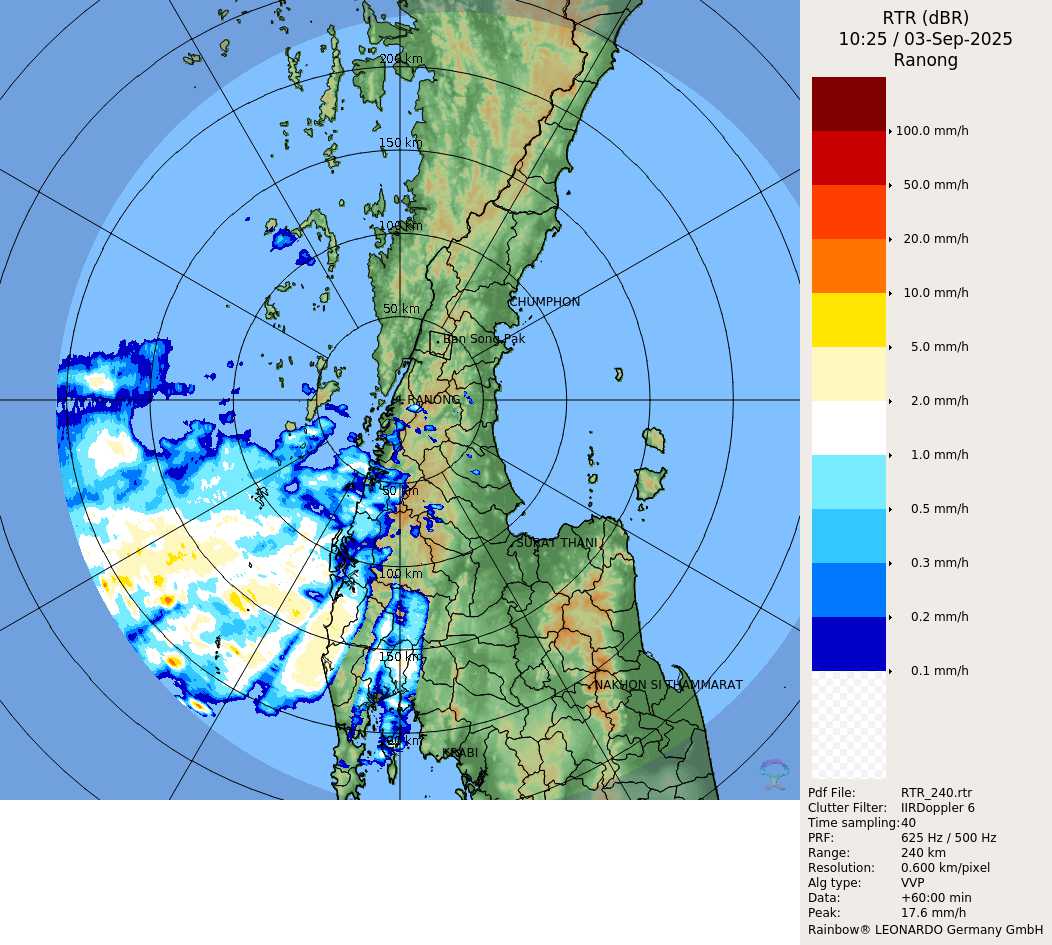 RTR (dBR)
10:25 / 03-Sep-2025
Ranong
200 km
150 km
100 km
50 km
CHUMPHON
Ban Song Pak
RANONG
50 km
SURAT THANI
100 km
150 km
NAKHON SI THAMMARAT
200 km
KRABI
100.0 mm/h
50.0 mm/h
20.0 mm/h
10.0 mm/h
5.0 mm/h
2.0 mm/h
1.0 mm/h
0.5 mm/h
0.3 mm/h
0.2 mm/h
0.1 mm/h
Pdf File: RTR_240.rtr
Clutter Filter: IIRDoppler 6
Time sampling:40
PRF: 625 Hz / 500 Hz
Range: 240 km
Resolution: 0.600 km/pixel
Alg type: VVP
Data: +60:00 min
Peak: 17.6 mm/h
Rainbow® LEONARDO Germany GmbH